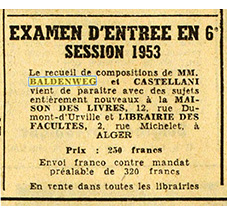 EXAMEN D'ENTREE EN 6e
SESSION 1953
Le recueil de compositions de MM.
BALDENWEG et CASTELLANI
vient de paraître avec des sujets
entièrement nouveaux à la MAI-
SON DES LIVRES, 12, rue Du-
mont-d'Urville et LIBRAIRIE DES
FACULTES, 2, rue Michelet, à
ALGER
Prix : 250 francs
Envoi franco contre mandat
préalable de 320 francs
En vente dans toutes les librairies